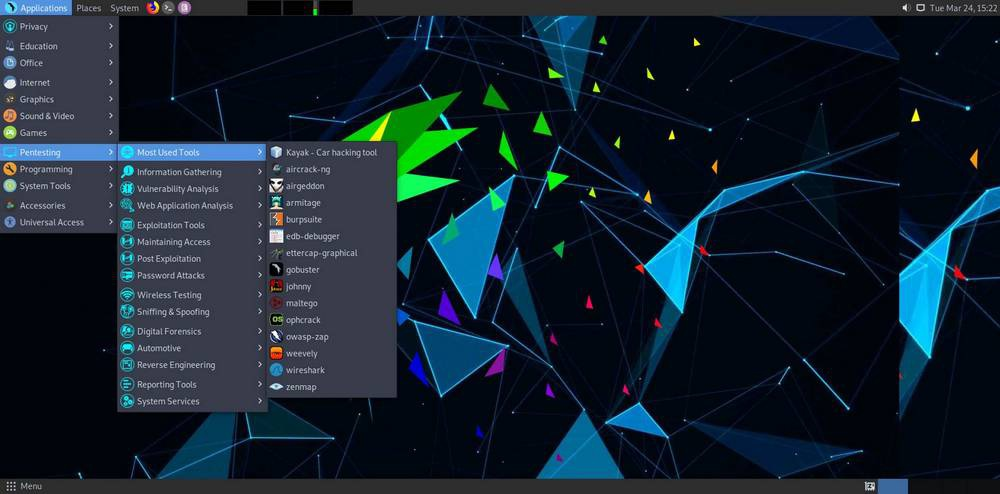 Applications Places System Tue Mar 24, 15:22
Privacy
Education
Office
Internet
Graphics
Sound & Video
Games
Pentesting
Programming
System Tools
Accessories
Universal Access
Most Used Tools
Information Gathering
Vulnerability Analysis
Web Application Analysis
Exploitation Tools
Maintaining Access
Post Exploitation
Password Attacks
Wireless Testing
Sniffing & Spoofing
Digital Forensics
Automotive
Reverse Engineering
Reporting Tools
System Services
Kayak - Car hacking tool
aircrack-ng
airgeddon
armitage
burpsuite
edb-debugger
ettercap-graphical
gobuster
johnny
maltego
ophcrack
owasp-zap
weevely
wireshark
zenmap
Menu